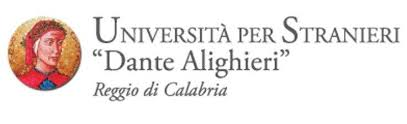 UNIVERSITÀ PER STRANIERI
“Dante Alighieri”
Reggio di Calabria